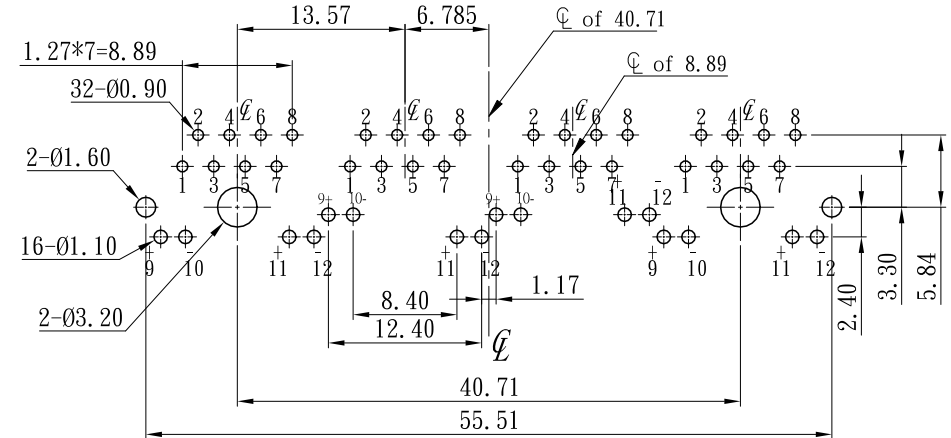 13.57
6.785
℄ of 40.71
1.27*7=8.89
℄ of 8.89
32-Ø0.90
2 4 ℄ 6 8
2 4 ℄ 6 8
2 4 ℄ 6 8
2 4 ℄ 6 8
2-Ø1.60
1 3 5 7
1 3 5 7
1 3 5 7
1 3 5 7
9+ 10-
9+ 10-
+ -
11 12
16-Ø1.10
+ -
9 10
+ -
11 12
+ -
11 12
+ -
9 10
+ -
11 12
2-Ø3.20
1.17
8.40
12.40
℄
2.40
3.30
5.84
40.71
55.51